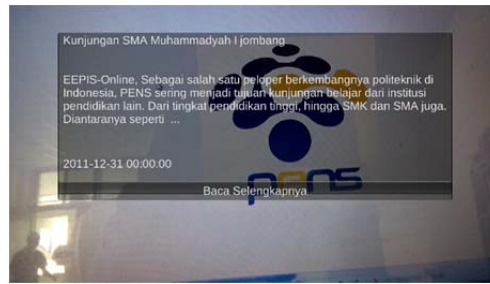 Kunjungan SMA Muhammadyah I jombang
EEPIS-Online, Sebagai salah satu peloper berkembangnya politeknik di
Indonesia, PENS sering menjadi tujuan kunjungan belajar dari institusi
pendidikan lain. Dari tingkat pendidikan tinggi, hingga SMK dan SMA juga.
Diantaranya seperti ...
2011-12-31 00:00:00
Baca Selengkapnya
pens